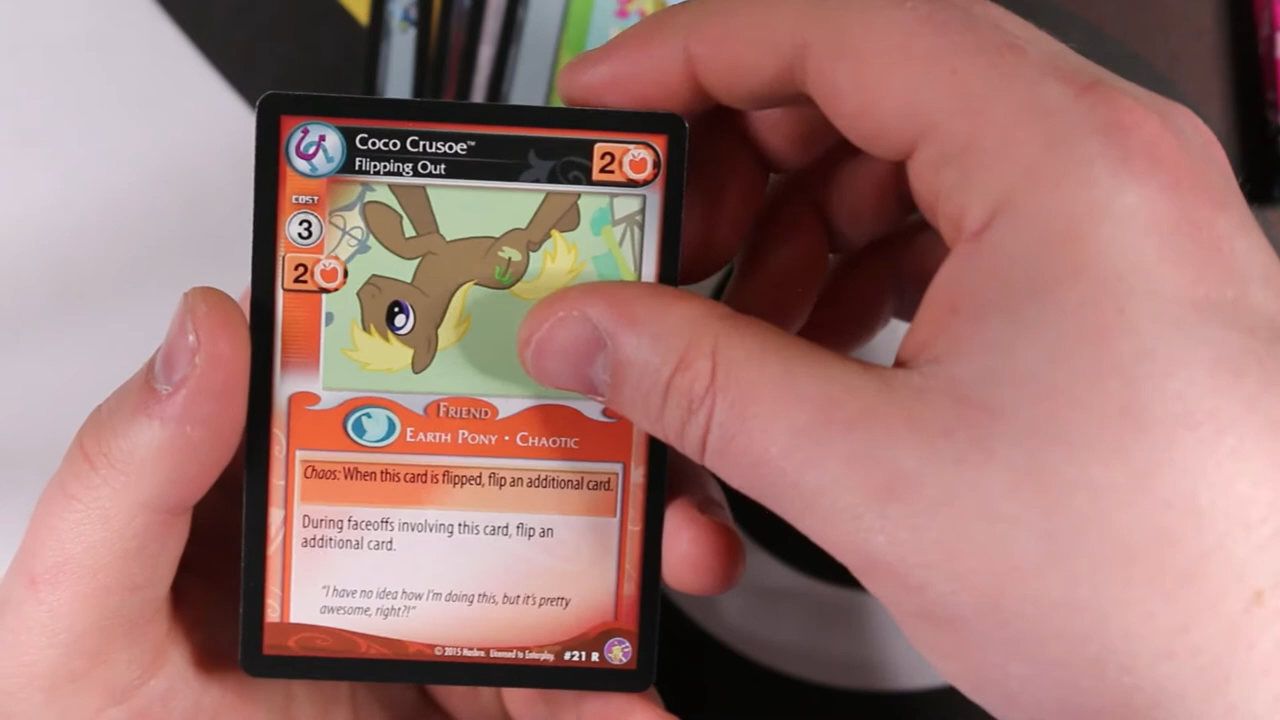 Coco Crusoe™
Flipping Out
2
COST
3
2
FRIEND
EARTH PONY • CHAOTIC
Chaos: When this card is flipped, flip an additional card.
During faceoffs involving this card, flip an
additional card.
"I have no idea how I'm doing this, but it's pretty
awesome, right?!"
© 2015 Hasbro. Licensed to Enterplay. #21 R